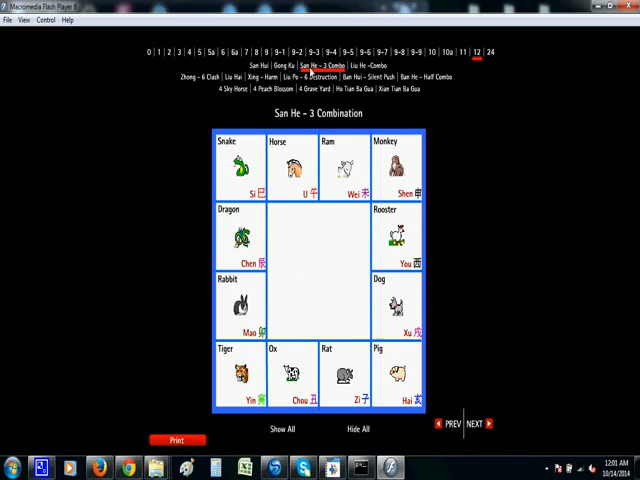 Macromedia Flash Player 8
File View Control Help
0 | 1 | 2 | 3 | 4 | 5 | 5a | 6 | 6a | 7 | 8 | 9 | 9-1 | 9-2 | 9-3 | 9-4 | 9-5 | 9-6 | 9-7 | 9-8 | 9-9 | 10 | 10a | 11 | 12 | 24
San Hui | Gong Ku | San He - 3 Combo | Liu He -Combo
Zhong - 6 Clash | Liu Hai | Xing - Harm | Liu Po - 6 Destruction | Ban Hui - Silent Push | Ban He - Half Combo
4 Sky Horse | 4 Peach Blossom | 4 Grave Yard | Ho Tian Ba Gua | Xian Tian Ba Gua
San He - 3 Combination
Snake Horse Ram Monkey
Si 巳 U 午 Wei 未 Shen 申
Dragon Rooster
Chen 辰 You 酉
Rabbit Dog
Mao 卯 Xu 戌
Tiger Ox Rat Pig
Yin 寅 Chou 丑 Zi 子 Hai 亥
Show All Hide All PREV NEXT
Print
12:01 AM
10/14/2014